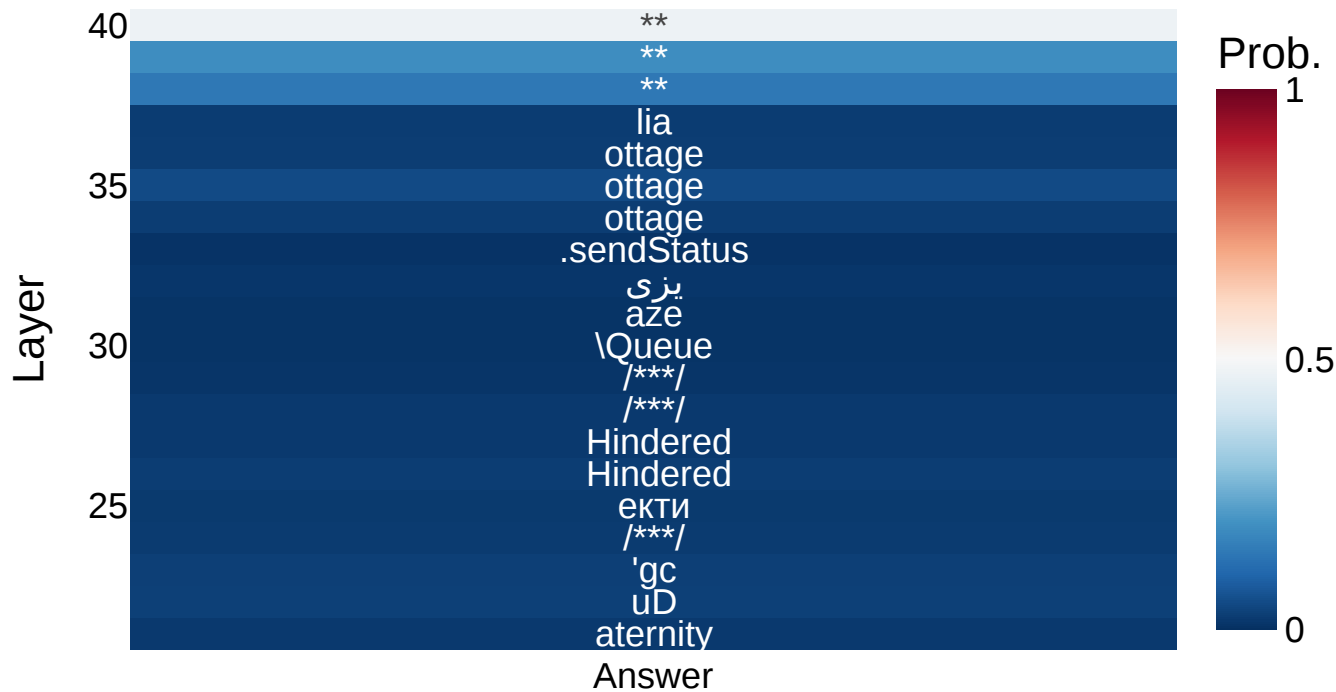 40
**
Prob.
**
1
**
lia
ottage
35
ottage
ottage
.sendStatus
یزی
Layer
aze
30
\Queue
0.5
/***/
/***/
Hindered
Hindered
25
екти
/***/
'gc
uD
aternity
0
Answer